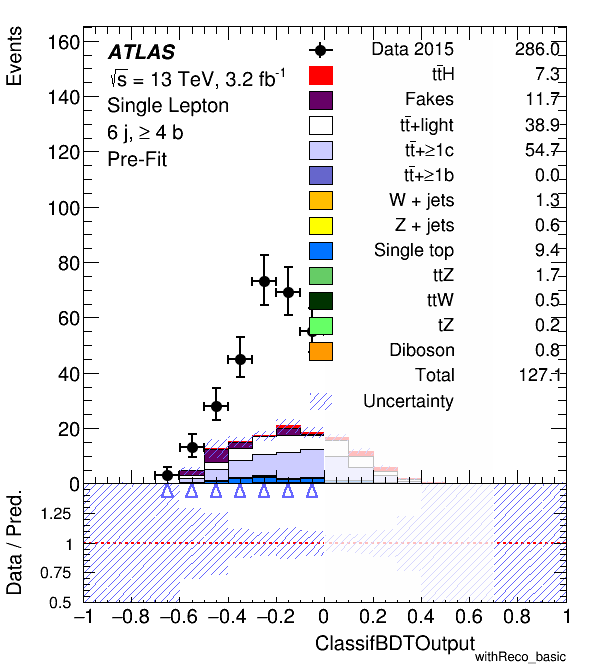 Events
160
140
120
100
80
60
40
20
0
ATLAS
√s = 13 TeV, 3.2 fb⁻¹
Single Lepton
6 j, ≥ 4 b
Pre-Fit
Data 2015 286.0
tt̄H 7.3
Fakes 11.7
tt̄+light 38.9
tt̄+≥1c 54.7
tt̄+≥1b 0.0
W + jets 1.3
Z + jets 0.6
Single top 9.4
ttZ 1.7
ttW 0.5
tZ 0.2
Diboson 0.8
Total 127.1
Uncertainty
Data / Pred.
1.25
1
0.75
0.5
−1 −0.8 −0.6 −0.4 −0.2 0 0.2 0.4 0.6 0.8 1
ClassifBDTOutput
withReco_basic